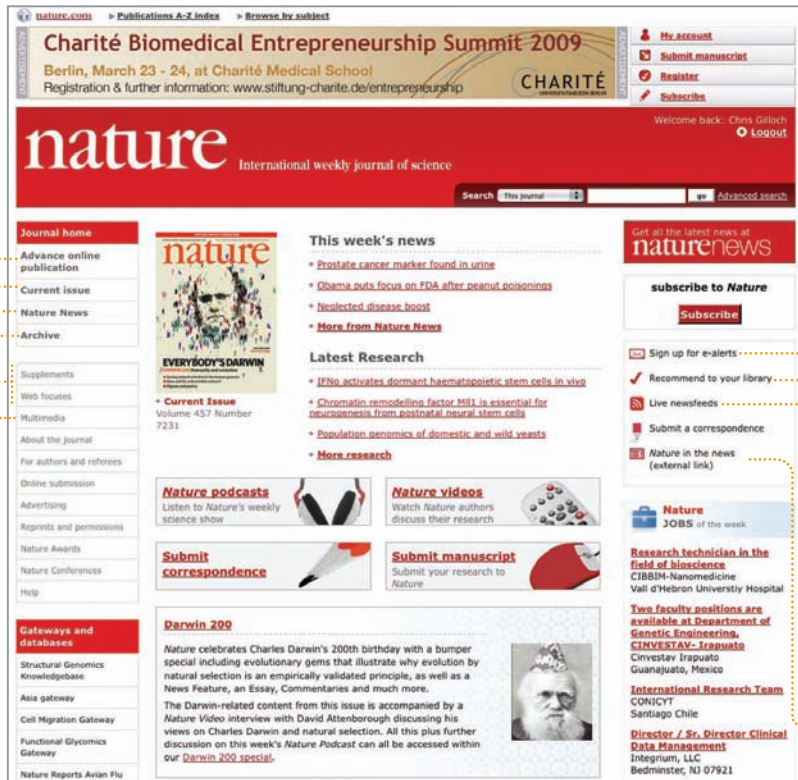 nature.com
Publications A-Z index
Browse by subject
ADVERTISEMENT
Charité Biomedical Entrepreneurship Summit 2009
Berlin, March 23 - 24, at Charité Medical School
Registration & further information: www.stiftung-charite.de/entrepreneurship
CHARITÉ
UNIVERSITÄTSMEDIZIN BERLIN
ADVERTISEMENT
My account
Submit manuscript
Register
Subscribe
nature International weekly journal of science
Welcome back: Chris Gilloch
Logout
Search This journal go Advanced search
Journal home
Advance online
publication
Current issue
Nature News
Archive
Supplements
Web focuses
Multimedia
About the journal
For authors and referees
Online submission
Advertising
Reprints and permissions
Nature Awards
Nature Conferences
Help
Gateways and
databases
Structural Genomics
Knowledgebase
Asia gateway
Cell Migration Gateway
Functional Glycomics
Gateway
Nature Reports Avian Flu
nature
EVERYBODY'S DARWIN
Current Issue
Volume 457 Number
7231
This week's news
Prostate cancer marker found in urine
Obama puts focus on FDA after peanut poisonings
Neglected disease boost
More from Nature News
Latest Research
IFNα activates dormant haematopoietic stem cells in vivo
Chromatin remodelling factor Mll1 is essential for
neurogenesis from postnatal neural stem cells
Population genomics of domestic and wild yeasts
More research
Nature podcasts
Listen to Nature's weekly
science show
Nature videos
Watch Nature authors
discuss their research
Submit
correspondence
Submit manuscript
Submit your research to
Nature
Darwin 200
Nature celebrates Charles Darwin's 200th birthday with a bumper
special including evolutionary gems that illustrate why evolution by
natural selection is an empirically validated principle, as well as a
News Feature, an Essay, Commentaries and much more.
The Darwin-related content from this issue is accompanied by a
Nature Video interview with David Attenborough discussing his
views on Charles Darwin and natural selection. All this plus further
discussion on this week's Nature Podcast can all be accessed within
our Darwin 200 special.
Get all the latest news at
naturenews
subscribe to Nature
Subscribe
Sign up for e-alerts
Recommend to your library
Live newsfeeds
Submit a correspondence
Nature in the news
(external link)
Nature
JOBS of the week
Research technician in the
field of bioscience
CIBBIM-Nanomedicine
Vall d'Hebron Universtiy Hospital
Two faculty positions are
available at Department of
Genetic Engineering,
CINVESTAV- Irapuato
Cinvestav Irapuato
Guanajuato, Mexico
International Research Team
CONICYT
Santiago Chile
Director / Sr. Director Clinical
Data Management
Integrium, LLC
Bedminster, NJ 07921